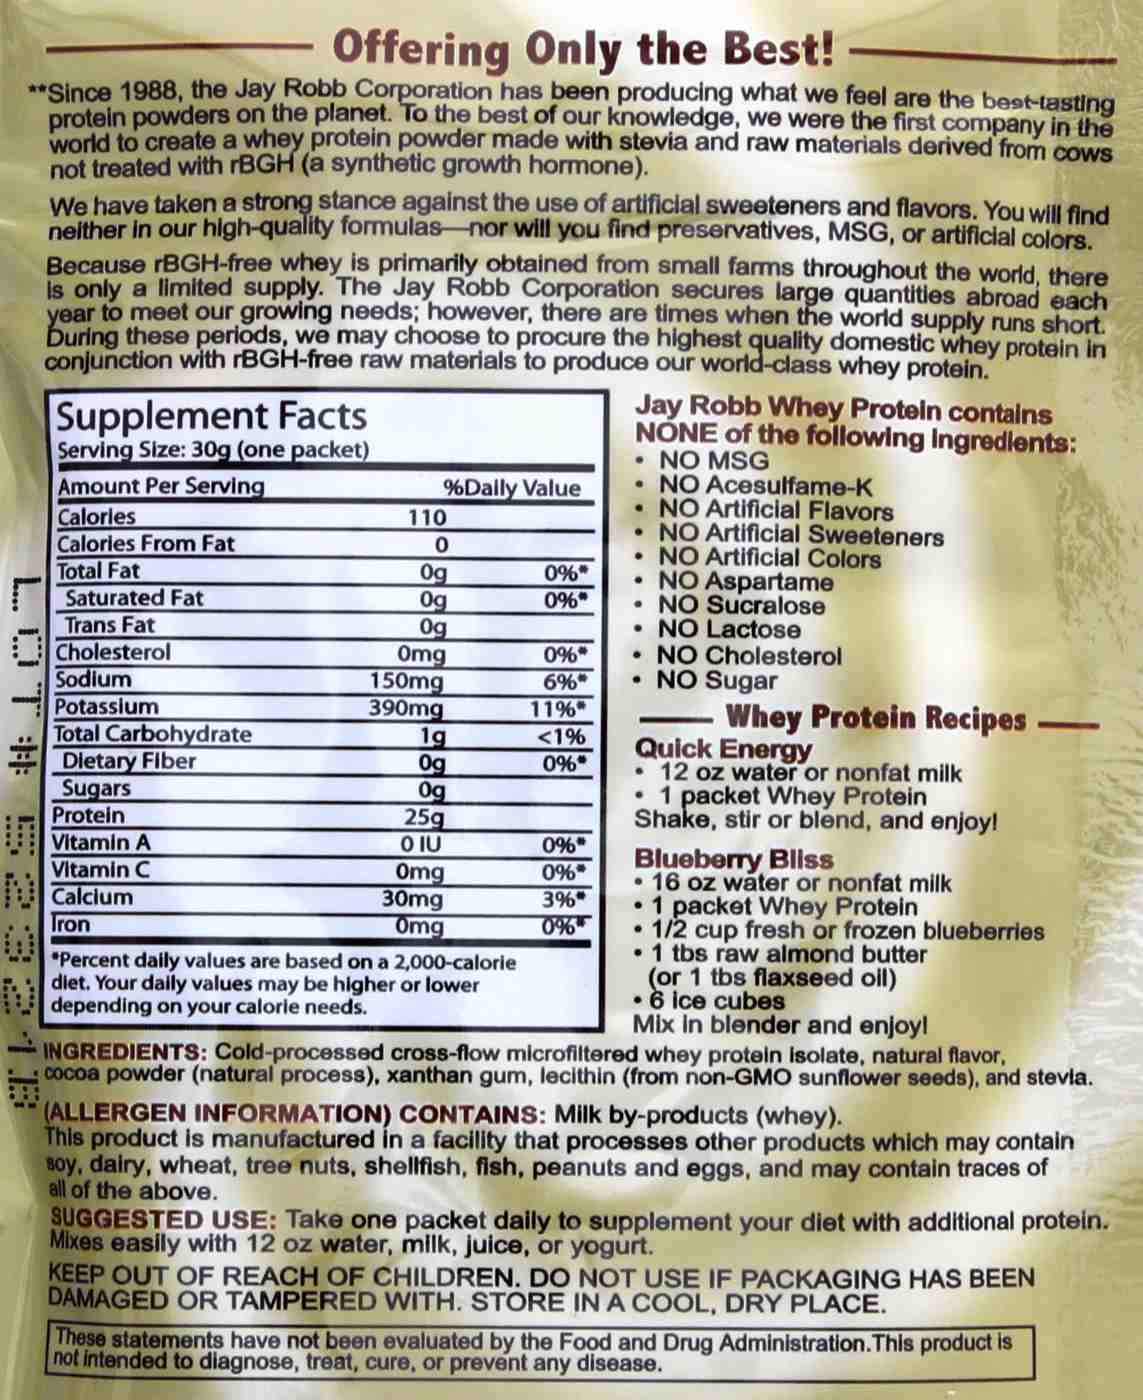 Offering Only the Best!
**Since 1988, the Jay Robb Corporation has been producing what we feel are the best-tasting
protein powders on the planet. To the best of our knowledge, we were the first company in the
world to create a whey protein powder made with stevia and raw materials derived from cows
not treated with rBGH (a synthetic growth hormone).
We have taken a strong stance against the use of artificial sweeteners and flavors. You will find
neither in our high-quality formulas—nor will you find preservatives, MSG, or artificial colors.
Because rBGH-free whey is primarily obtained from small farms throughout the world, there
is only a limited supply. The Jay Robb Corporation secures large quantities abroad each
year to meet our growing needs; however, there are times when the world supply runs short.
During these periods, we may choose to procure the highest quality domestic whey protein in
conjunction with rBGH-free raw materials to produce our world-class whey protein.
Supplement Facts
Serving Size: 30g (one packet)
Amount Per Serving %Daily Value
Calories 110
Calories From Fat 0
Total Fat 0g 0%*
Saturated Fat 0g 0%*
Trans Fat 0g
Cholesterol 0mg 0%*
Sodium 150mg 6%*
Potassium 390mg 11%*
Total Carbohydrate 1g <1%
Dietary Fiber 0g 0%*
Sugars 0g
Protein 25g
Vitamin A 0 IU 0%*
Vitamin C 0mg 0%*
Calcium 30mg 3%*
Iron 0mg 0%*
*Percent daily values are based on a 2,000-calorie
diet. Your daily values may be higher or lower
depending on your calorie needs.
Jay Robb Whey Protein contains
NONE of the following ingredients:
• NO MSG
• NO Acesulfame-K
• NO Artificial Flavors
• NO Artificial Sweeteners
• NO Artificial Colors
• NO Aspartame
• NO Sucralose
• NO Lactose
• NO Cholesterol
• NO Sugar
Whey Protein Recipes
Quick Energy
• 12 oz water or nonfat milk
• 1 packet Whey Protein
Shake, stir or blend, and enjoy!
Blueberry Bliss
• 16 oz water or nonfat milk
• 1 packet Whey Protein
• 1/2 cup fresh or frozen blueberries
• 1 tbs raw almond butter
(or 1 tbs flaxseed oil)
• 6 ice cubes
Mix in blender and enjoy!
INGREDIENTS: Cold-processed cross-flow microfiltered whey protein isolate, natural flavor,
cocoa powder (natural process), xanthan gum, lecithin (from non-GMO sunflower seeds), and stevia.
(ALLERGEN INFORMATION) CONTAINS: Milk by-products (whey).
This product is manufactured in a facility that processes other products which may contain
soy, dairy, wheat, tree nuts, shellfish, fish, peanuts and eggs, and may contain traces of
all of the above.
SUGGESTED USE: Take one packet daily to supplement your diet with additional protein.
Mixes easily with 12 oz water, milk, juice, or yogurt.
KEEP OUT OF REACH OF CHILDREN. DO NOT USE IF PACKAGING HAS BEEN
DAMAGED OR TAMPERED WITH. STORE IN A COOL, DRY PLACE.
These statements have not been evaluated by the Food and Drug Administration.This product is
not intended to diagnose, treat, cure, or prevent any disease.